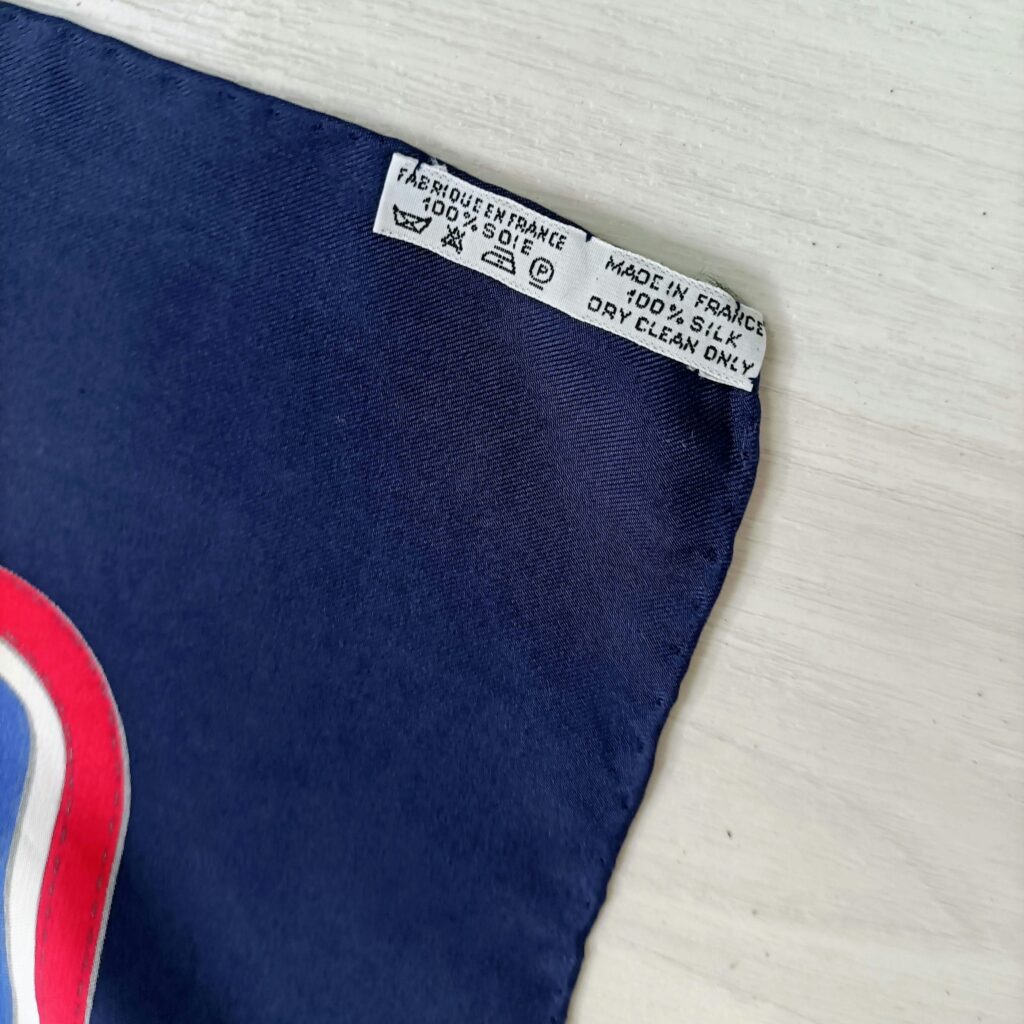 FABRIQUE EN FRANCE
100% SOIE
P
MADE IN FRANCE
100% SILK
DRY CLEAN ONLY